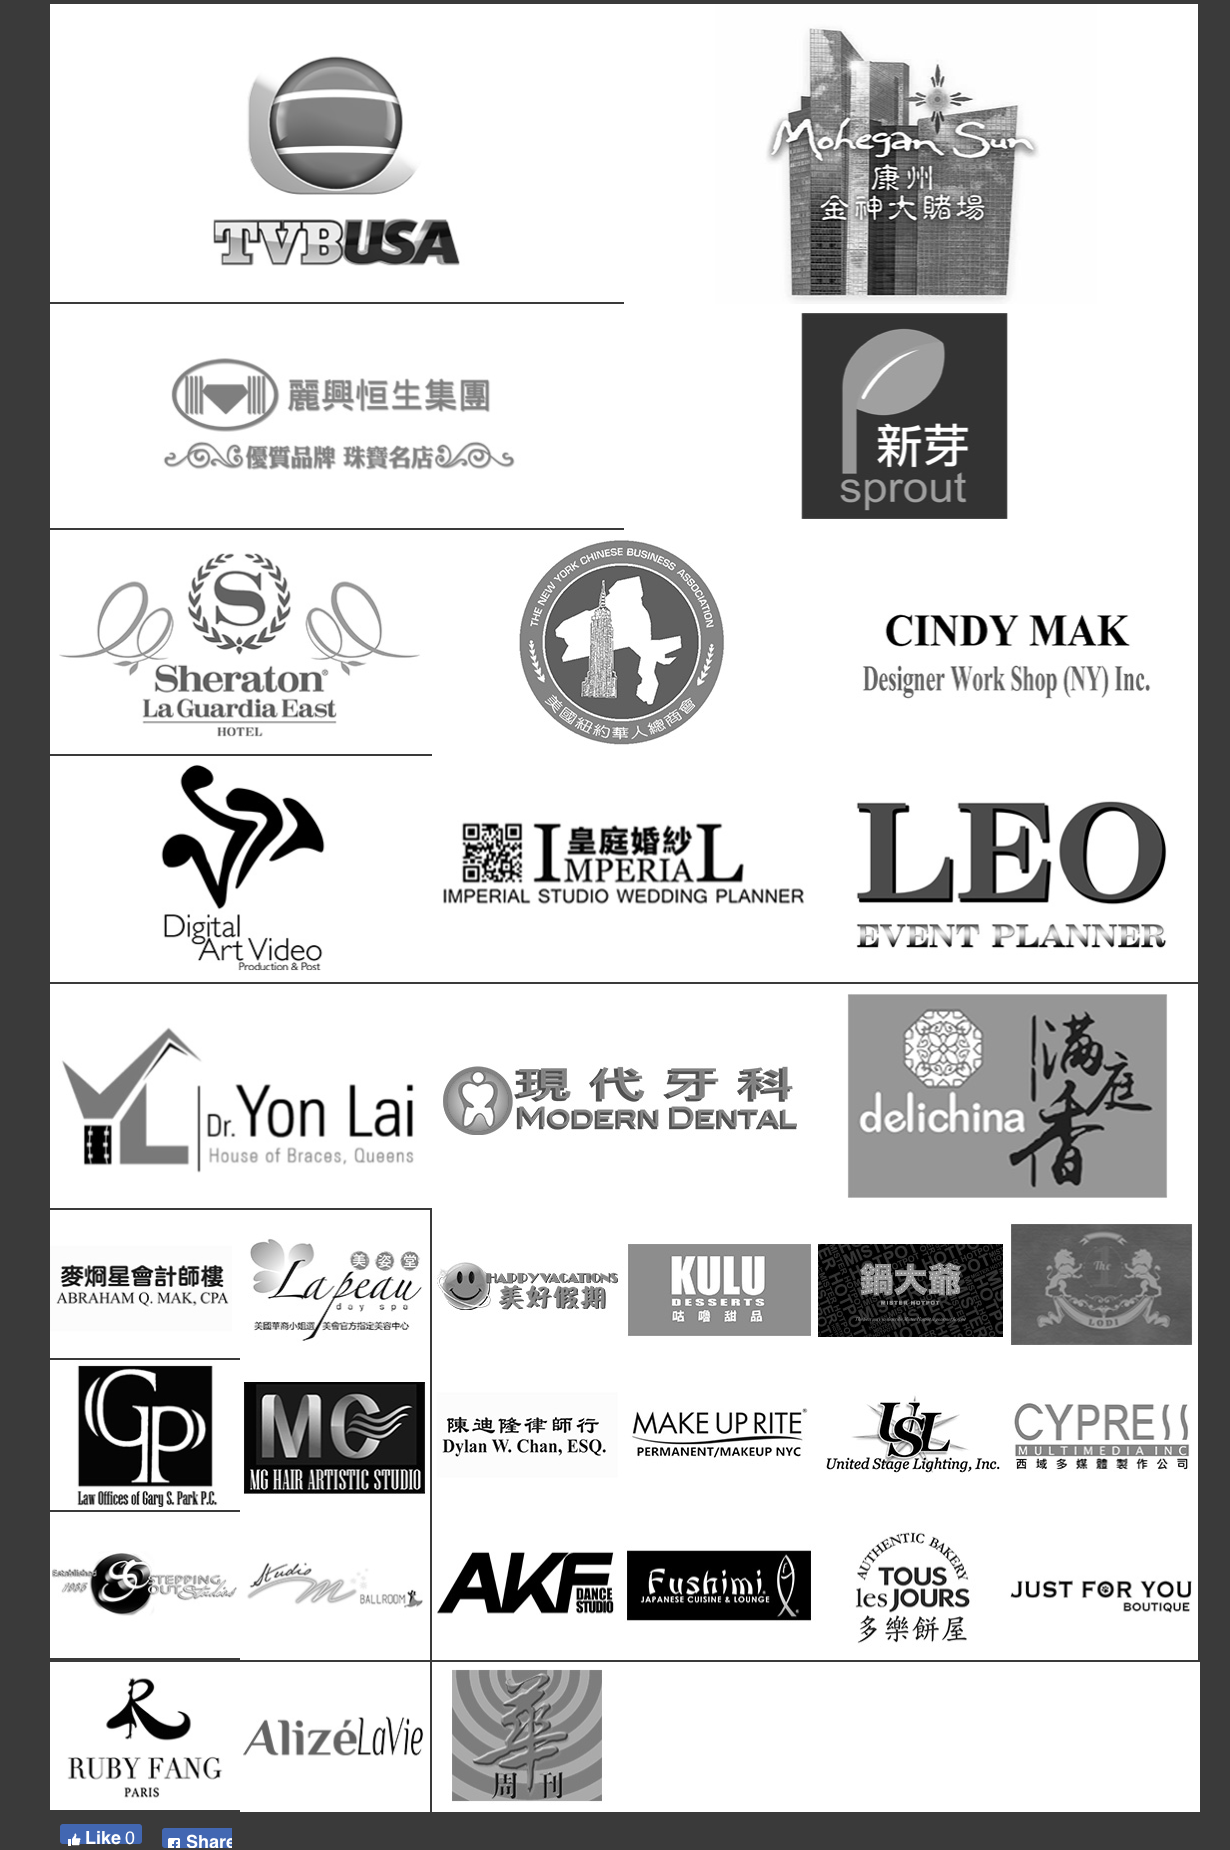 TVBUSA
Mohegan Sun
康州
金神大賭場
麗興恒生集團
優質品牌 珠寶名店
新芽
sprout
S
Sheraton®
La Guardia East
HOTEL
THE NEW YORK CHINESE BUSINESS ASSOCIATION
美國紐約華人總商會
CINDY MAK
Designer Work Shop (NY) Inc.
Digital
Art Video
Production & Post
皇庭婚紗
IMPERIAL
IMPERIAL STUDIO WEDDING PLANNER
LEO
EVENT PLANNER
YL
Dr. Yon Lai
House of Braces, Queens
現代牙科
MODERN DENTAL
delichina
满庭香
麥炯星會計師樓
ABRAHAM Q. MAK, CPA
美姿堂
Lapeau
day spa
美國華裔小姐選美會官方指定美容中心
HAPPY VACATIONS
美好假期
KULU
DESSERTS
咕嚕甜品
鍋大爺
MISTER HOTPOT
The
1
LODI
GP
Law Offices of Gary S. Park P.C.
MG
MG HAIR ARTISTIC STUDIO
陳迪隆律師行
Dylan W. Chan, ESQ.
MAKE UP RITE®
PERMANENT/MAKEUP NYC
USL
United Stage Lighting, Inc.
CYPRESS
MULTIMEDIA INC
西域多媒體製作公司
Established
1985
STEPPING
OUT Studios
Studio
m
BALLROOM
AKF
DANCE
STUDIO
Fushimi
JAPANESE CUISINE & LOUNGE
AUTHENTIC BAKERY
TOUS
les JOURS
多樂餅屋
JUST FOR YOU
BOUTIQUE
R
RUBY FANG
PARIS
AlizéLaVie
華
周刊
Like 0
Share